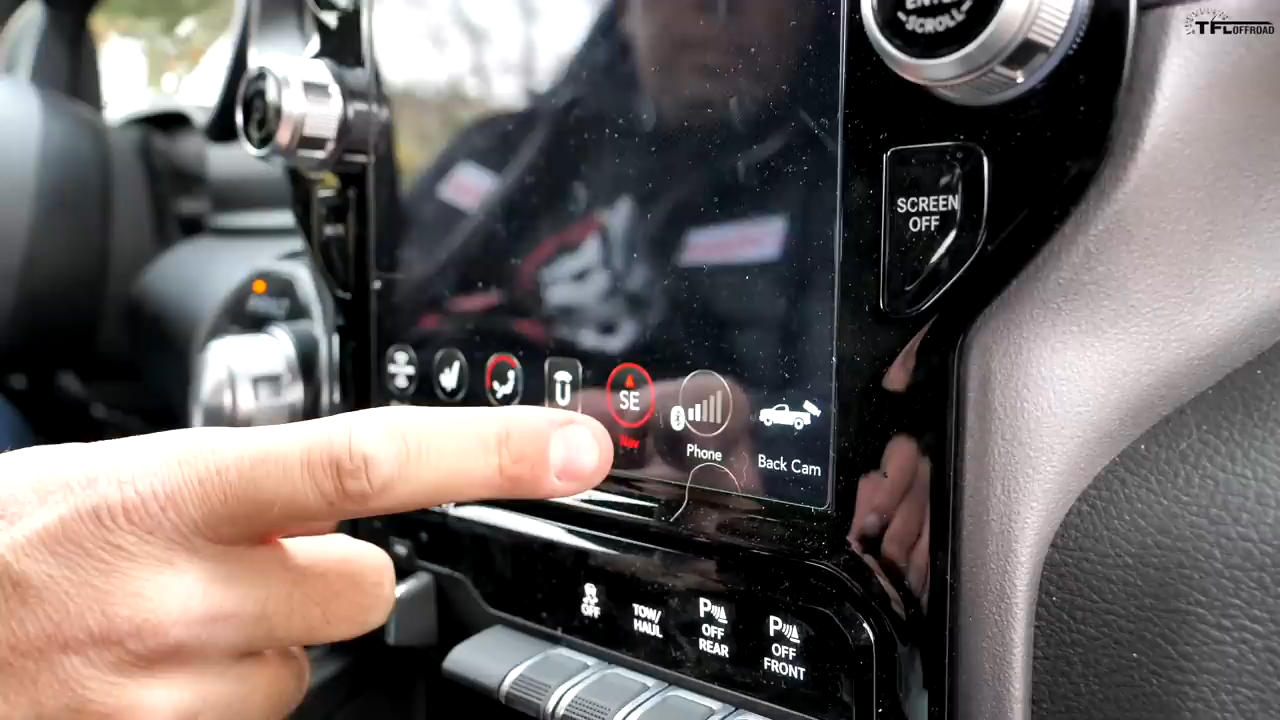 ENTER
SCROLL
TFLOFFROAD
SCREEN
OFF
U
SE
Nav
Phone
Back Cam
OFF
TOW/
HAUL
P
OFF
REAR
P
OFF
FRONT